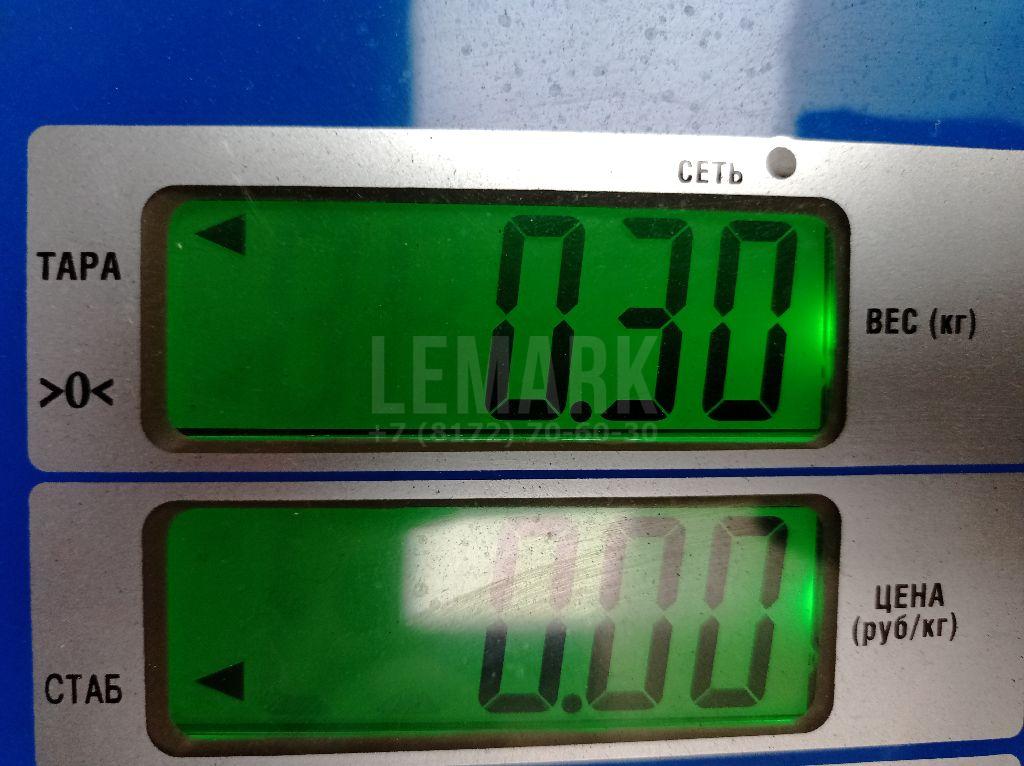 СЕТЬ
ТАРА
0.30
ВЕС (кг)
>0<
LEMARK
+7 (8172) 70-60-30
0.00
ЦЕНА
(руб/кг)
СТАБ